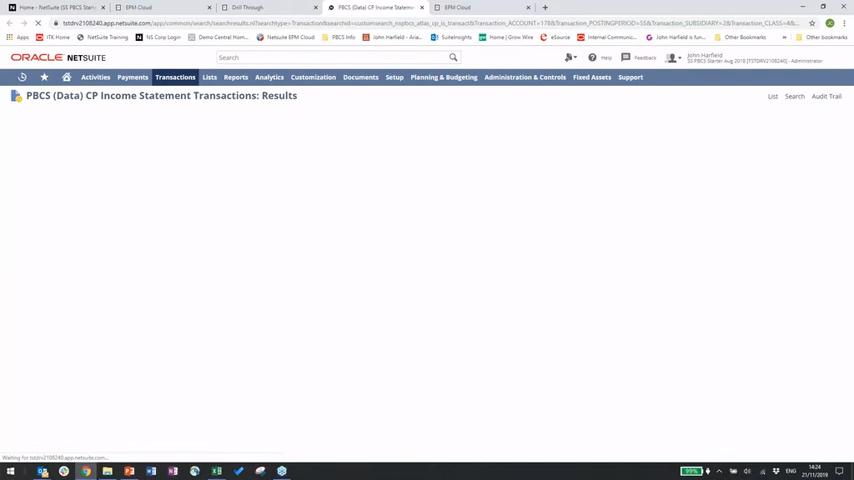 Home - NetSuite (SS PBCS Star
EPM Cloud
Drill Through
PBCS (Data) CP Income Statem
EPM Cloud
tstdrv2108240.app.netsuite.com/app/common/search/searchresults.nl?searchtype=Transaction&searchid=customsearch_nspbcs_atlas_cp_is_transact&Transaction_ACCOUNT=178&Transaction_POSTINGPERIOD=55&Transaction_SUBSIDIARY=2&Transaction_CLASS=4&...
Apps
ITK Home
NetSuite Training
NS Corp Login
Demo Central Home
Netsuite EPM Cloud
PBCS Info
John Harfield @ Or...
SuiteInsights
Home | Grow Wire
eSource
Internal Communic...
John Harfield is fun...
Other Bookmarks
Other bookmarks
ORACLE NETSUITE
Search
Help
Feedback
John Harfield
SS PBCS Starter Aug 2018 [TSTDRV2108240] - Administrator
Activities Payments Transactions Lists Reports Analytics Customization Documents Setup Planning & Budgeting Administration & Controls Fixed Assets Support
PBCS (Data) CP Income Statement Transactions: Results
List Search Audit Trail
Waiting for tstdrv2108240.app.netsuite.com...
99%
ENG
14:24
21/11/2019